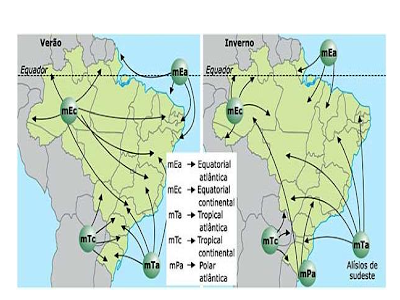 Verão
Equador
mEa
mEc
mTc
mTa
mEa → Equatorial
atlântica
mEc → Equatorial
continental
mTa → Tropical
atlântica
mTc → Tropical
continental
mPa → Polar
atlântica
Inverno
Equador
mEa
mEc
mTc
mTa
mPa
Alísios de
sudeste